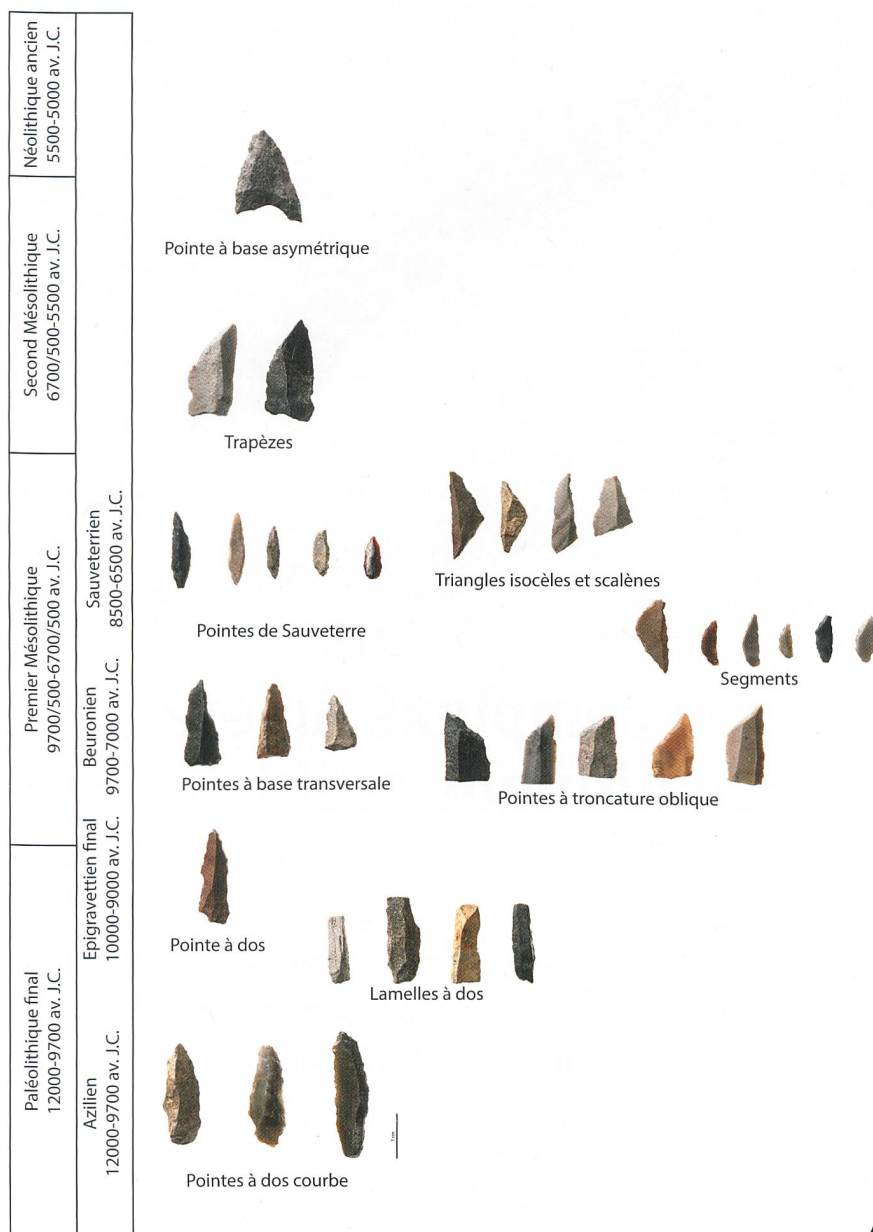 Néolithique ancien
5500-5000 av. J.C.
Second Mésolithique
6700/500-5500 av. J.C.
Premier Mésolithique
9700/500-6700/500 av. J.C.
Paléolithique final
12000-9700 av. J.C.
Sauveterrien
8500-6500 av. J.C.
Beuronien
9700-7000 av. J.C.
Epigravettien final
10000-9000 av. J.C.
Azilien
12000-9700 av. J.C.
Pointe à base asymétrique
Trapèzes
Triangles isocèles et scalènes
Pointes de Sauveterre
Segments
Pointes à base transversale
Pointes à troncature oblique
Pointe à dos
Lamelles à dos
1 cm
Pointes à dos courbe